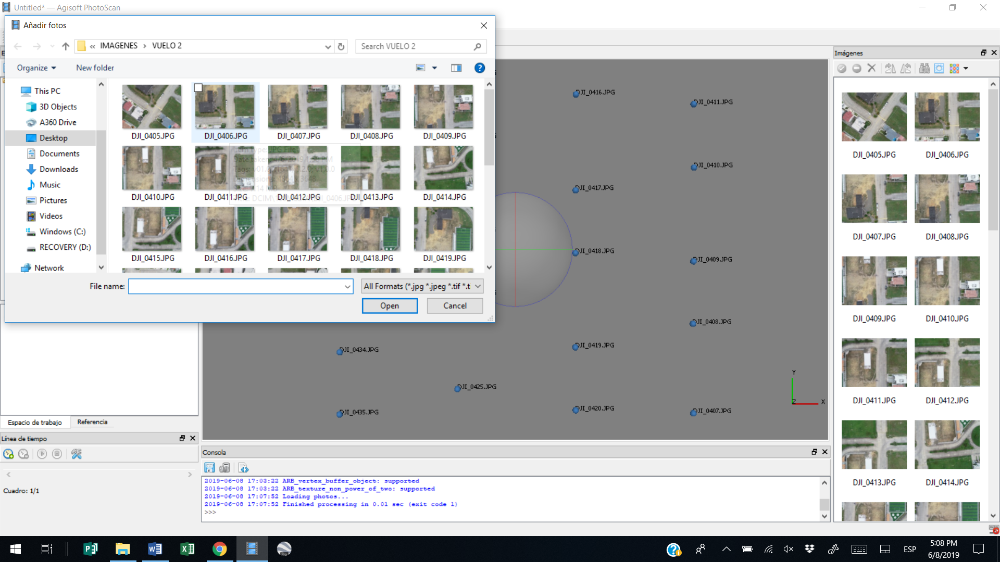 Untitled* — Agisoft PhotoScan
Añadir fotos
« IMAGENES › VUELO 2
Search VUELO 2
Organize
New folder
This PC
3D Objects
A360 Drive
Desktop
Documents
Downloads
Music
Pictures
Videos
Windows (C:)
RECOVERY (D:)
Network
DJI_0405.JPG
DJI_0406.JPG
DJI_0407.JPG
DJI_0408.JPG
DJI_0409.JPG
DJI_0410.JPG
DJI_0411.JPG
DJI_0412.JPG
DJI_0413.JPG
DJI_0414.JPG
DJI_0415.JPG
DJI_0416.JPG
DJI_0417.JPG
DJI_0418.JPG
DJI_0419.JPG
Item type: JPG File
File name:
All Formats (*.jpg *.jpeg *.tif *.t
Open
Cancel
DJI_0416.JPG
DJI_0411.JPG
DJI_0410.JPG
DJI_0417.JPG
DJI_0418.JPG
DJI_0409.JPG
DJI_0408.JPG
DJI_0419.JPG
DJI_0434.JPG
DJI_0425.JPG
DJI_0420.JPG
DJI_0407.JPG
DJI_0435.JPG
Y
Z
X
Imágenes
DJI_0405.JPG
DJI_0406.JPG
DJI_0407.JPG
DJI_0408.JPG
DJI_0409.JPG
DJI_0410.JPG
DJI_0411.JPG
DJI_0412.JPG
DJI_0413.JPG
DJI_0414.JPG
Espacio de trabajo
Referencia
Línea de tiempo
Cuadro: 1/1
Consola
2019-06-08 17:03:22 ARB_vertex_buffer_object: supported
2019-06-08 17:03:22 ARB_texture_non_power_of_two: supported
2019-06-08 17:07:52 Loading photos...
2019-06-08 17:07:52 Finished processing in 0.01 sec (exit code 1)
>>>
ESP
5:08 PM
6/8/2019